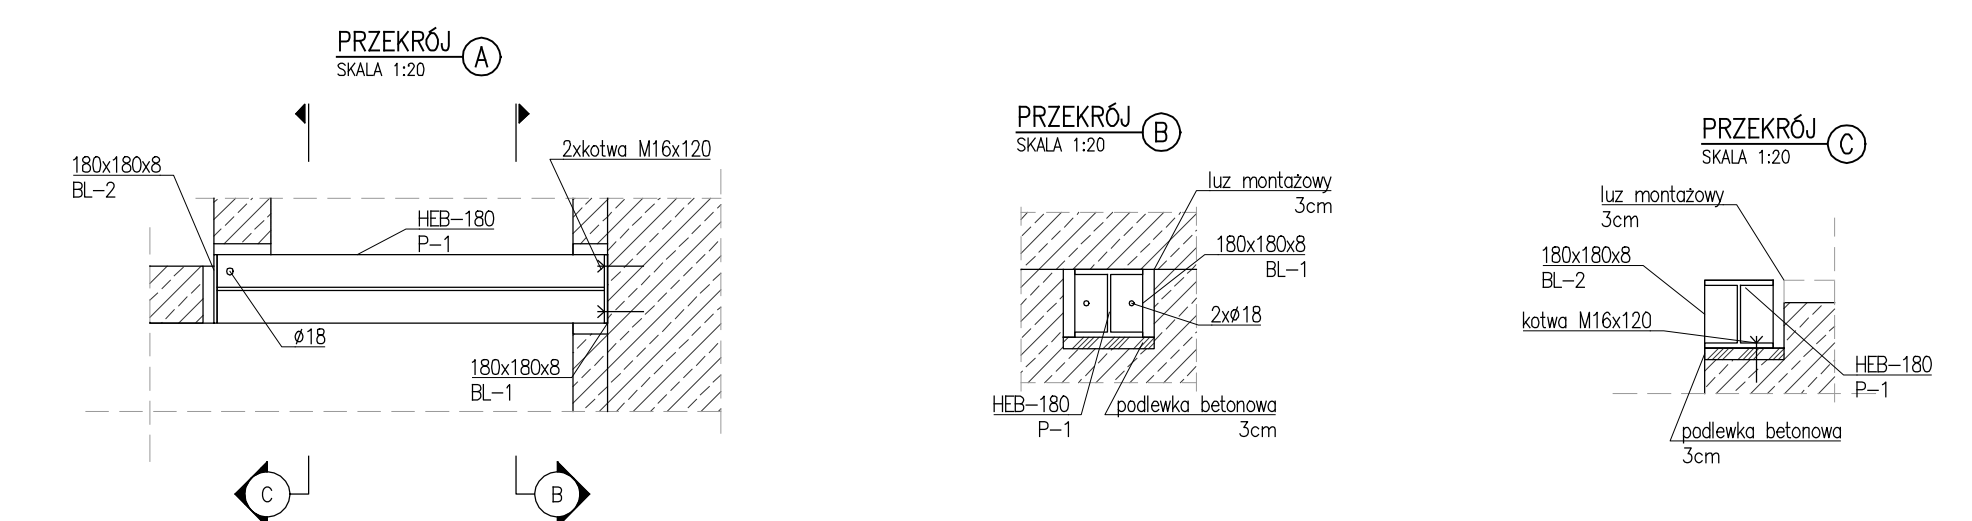 PRZEKRÓJ A
SKALA 1:20
180x180x8
BL-2
2xkotwa M16x120
HEB-180
P-1
ø18
180x180x8
BL-1
C
B
PRZEKRÓJ B
SKALA 1:20
luz montażowy
3cm
180x180x8
BL-1
2xø18
HEB-180
P-1
podlewka betonowa
3cm
PRZEKRÓJ C
SKALA 1:20
luz montażowy
3cm
180x180x8
BL-2
kotwa M16x120
HEB-180
P-1
podlewka betonowa
3cm